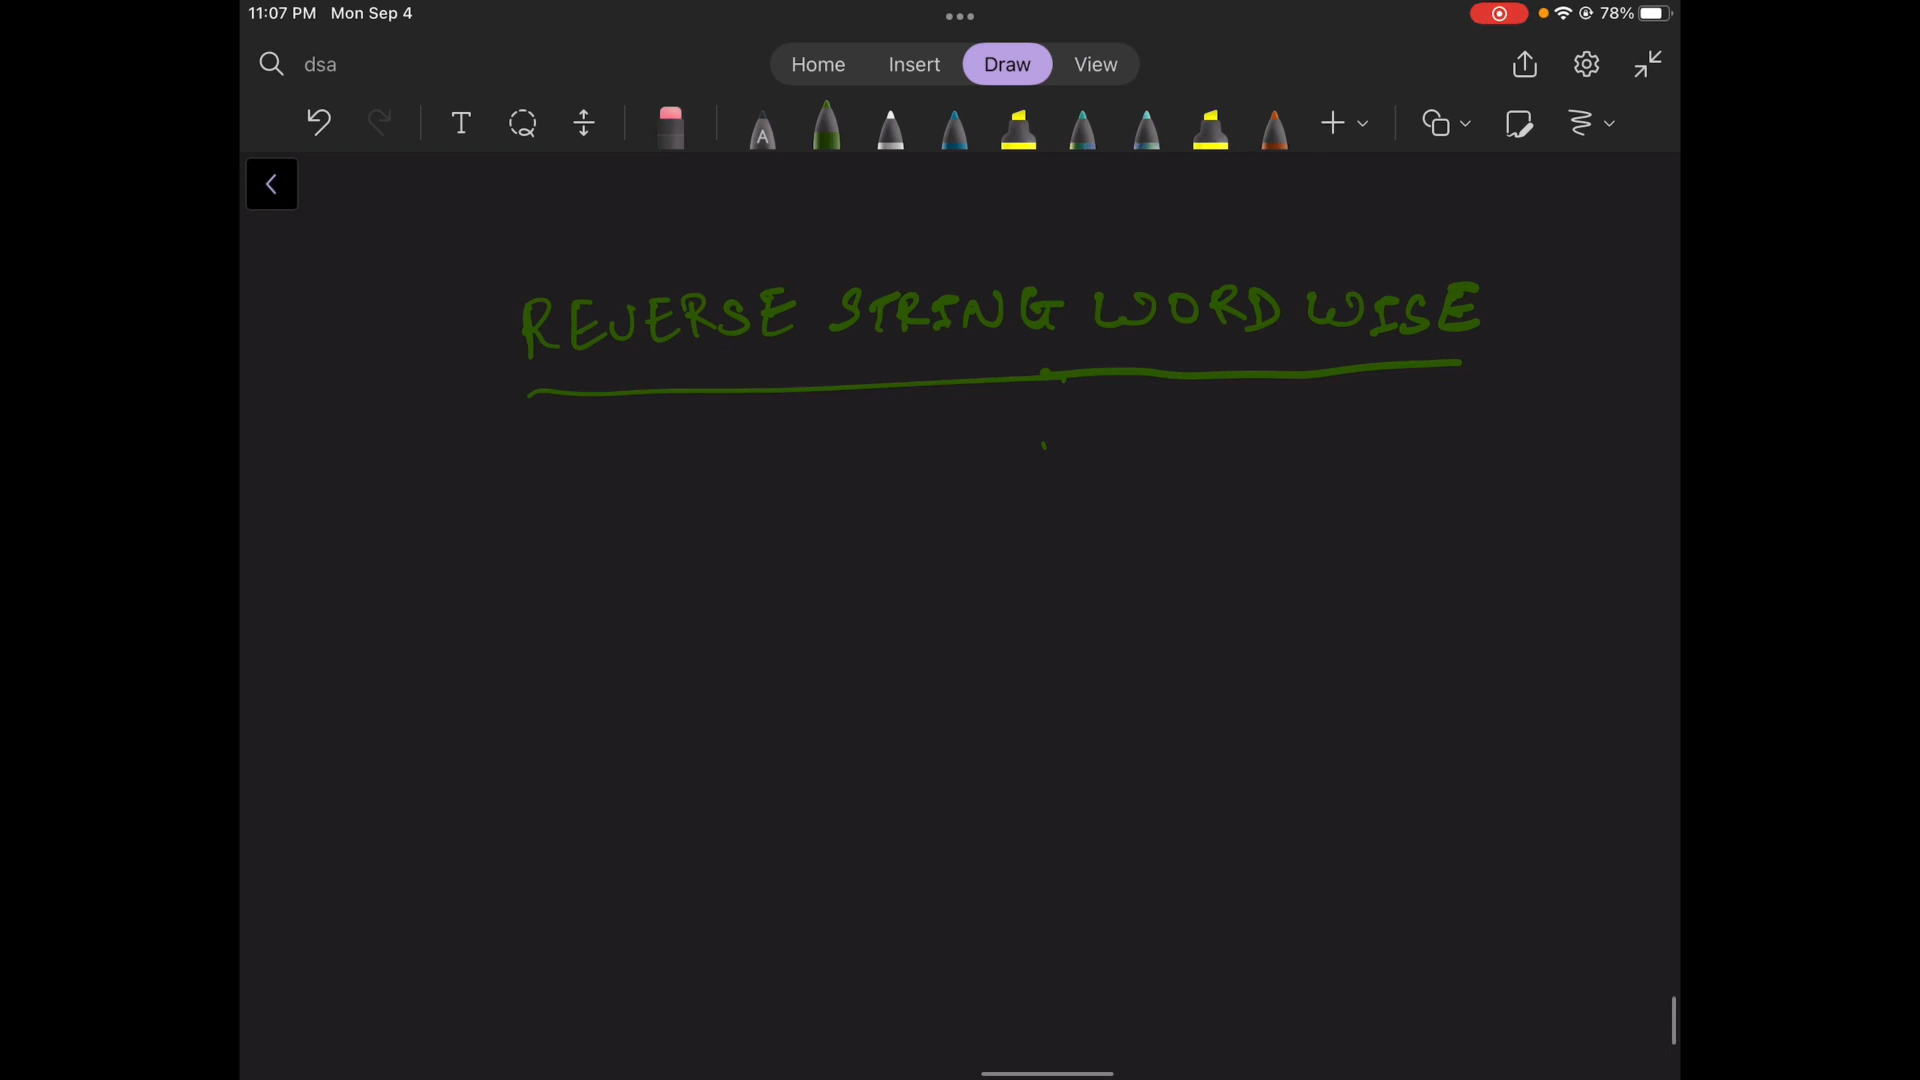 11:07 PM Mon Sep 4
78%
dsa
Home Insert Draw View
T
A
REVERSE STRING WORD WISE